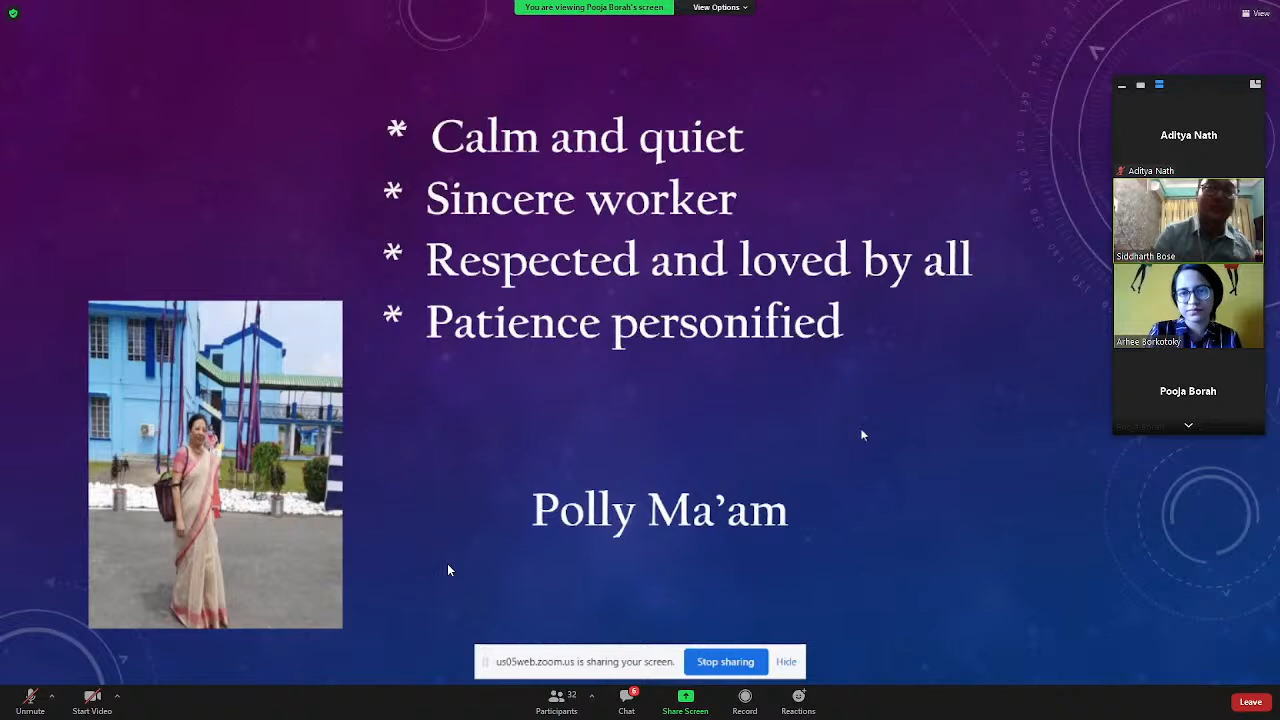 You are viewing Pooja Borah's screen
View Options
View
* Calm and quiet
* Sincere worker
* Respected and loved by all
* Patience personified
Polly Ma'am
Aditya Nath
Aditya Nath
Siddharth Bose
Arhee Borkotoky
Pooja Borah
us05web.zoom.us is sharing your screen.
Stop sharing
Hide
Unmute
Start Video
32
Participants
6
Chat
Share Screen
Record
Reactions
Leave